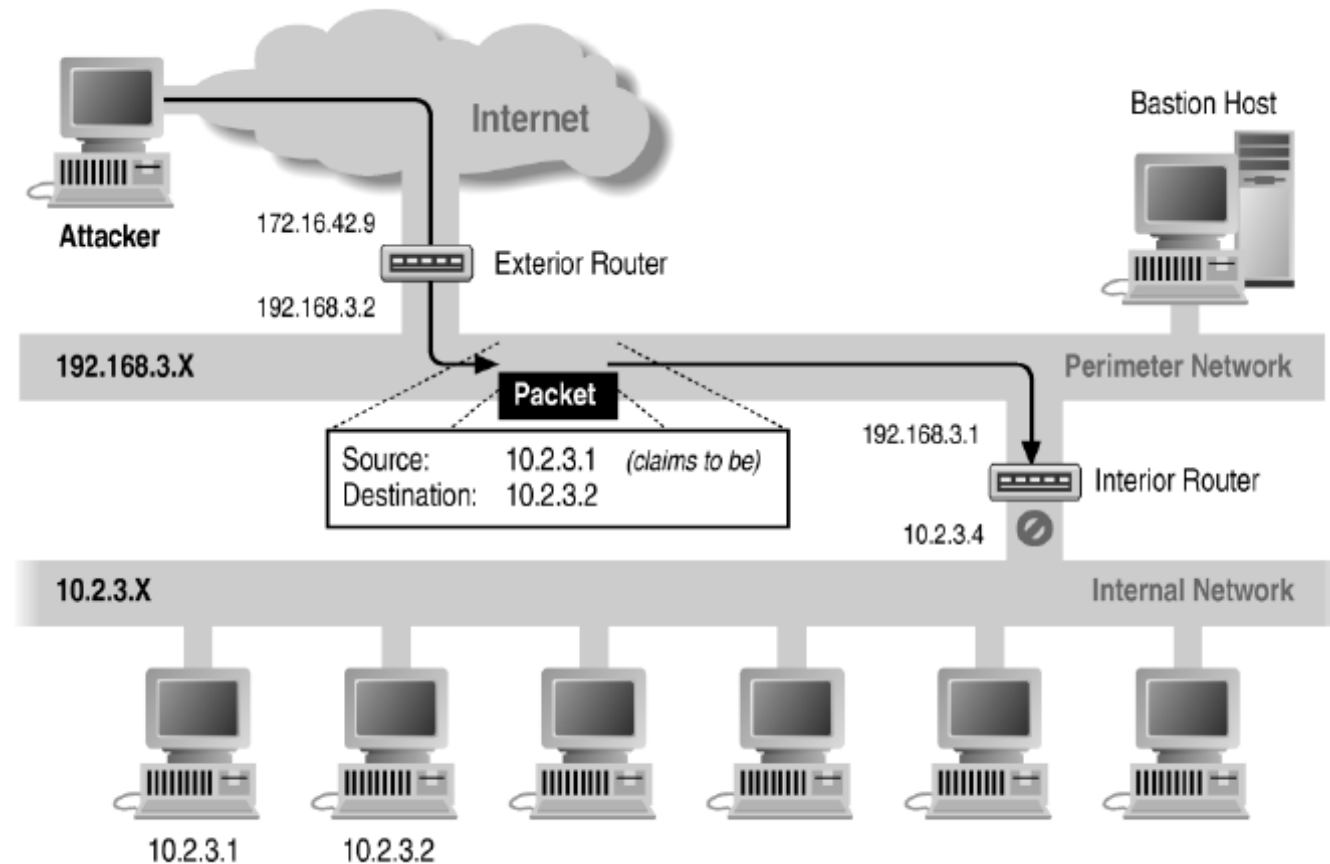 Internet
Bastion Host
Attacker
172.16.42.9
Exterior Router
192.168.3.2
192.168.3.X
Perimeter Network
Packet
Source: 10.2.3.1 (claims to be)
Destination: 10.2.3.2
192.168.3.1
Interior Router
10.2.3.4
10.2.3.X
Internal Network
10.2.3.1
10.2.3.2